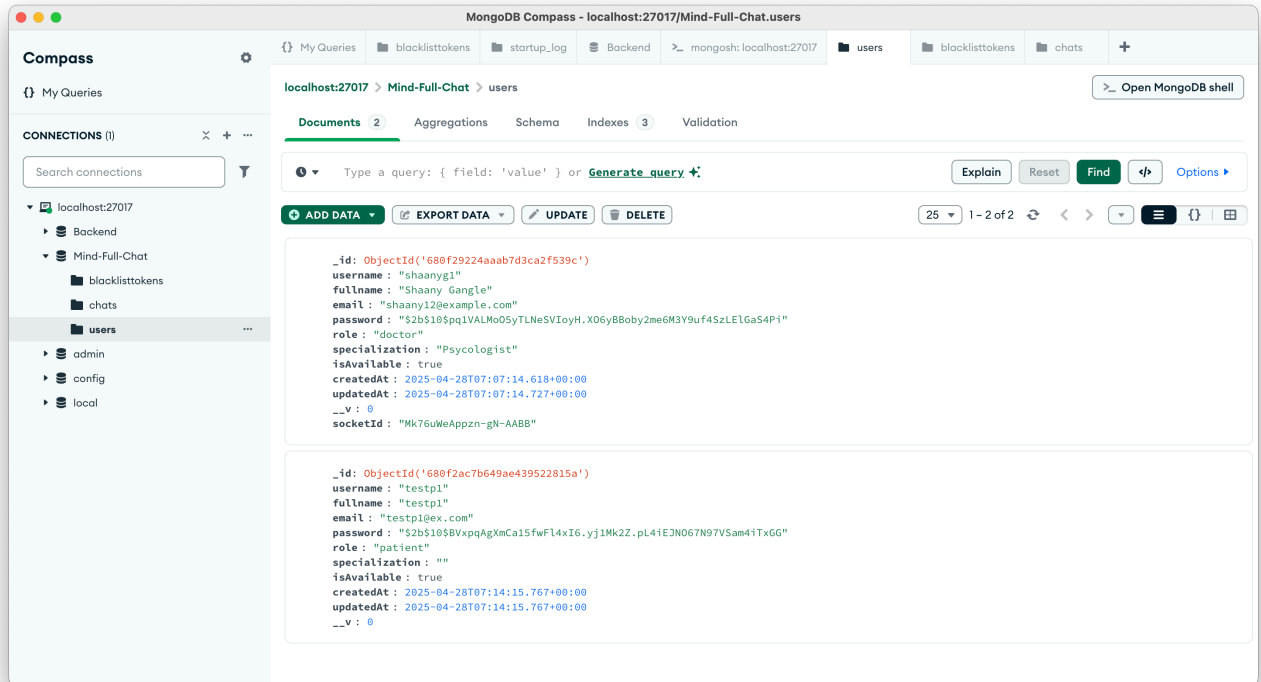 MongoDB Compass - localhost:27017/Mind-Full-Chat.users
Compass
{} My Queries
CONNECTIONS (1)
Search connections
localhost:27017
Backend
Mind-Full-Chat
blacklisttokens
chats
users
admin
config
local
{} My Queries blacklisttokens startup_log Backend >_ mongosh: localhost:27017 users blacklisttokens chats
localhost:27017 > Mind-Full-Chat > users
>_ Open MongoDB shell
Documents 2 Aggregations Schema Indexes 3 Validation
Type a query: { field: 'value' } or Generate query
Explain Reset Find </> Options
ADD DATA EXPORT DATA UPDATE DELETE
25 1 – 2 of 2 {}
_id: ObjectId('680f29224aaab7d3ca2f539c')
username : "shaanyg1"
fullname : "Shaany Gangle"
email : "shaany12@example.com"
password : "$2b$10$pq1VALMoO5yTLNeSVIoyH.XO6yBBoby2me6M3Y9uf4SzLElGaS4Pi"
role : "doctor"
specialization : "Psycologist"
isAvailable : true
createdAt : 2025-04-28T07:07:14.618+00:00
updatedAt : 2025-04-28T07:07:14.727+00:00
__v : 0
socketId : "Mk76uWeAppzn-gN-AABB"
_id: ObjectId('680f2ac7b649ae439522815a')
username : "testp1"
fullname : "testp1"
email : "testp1@ex.com"
password : "$2b$10$BVxpqAgXmCa15fwFl4xI6.yj1Mk2Z.pL4iEJNO67N97VSam4iTxGG"
role : "patient"
specialization : ""
isAvailable : true
createdAt : 2025-04-28T07:14:15.767+00:00
updatedAt : 2025-04-28T07:14:15.767+00:00
__v : 0